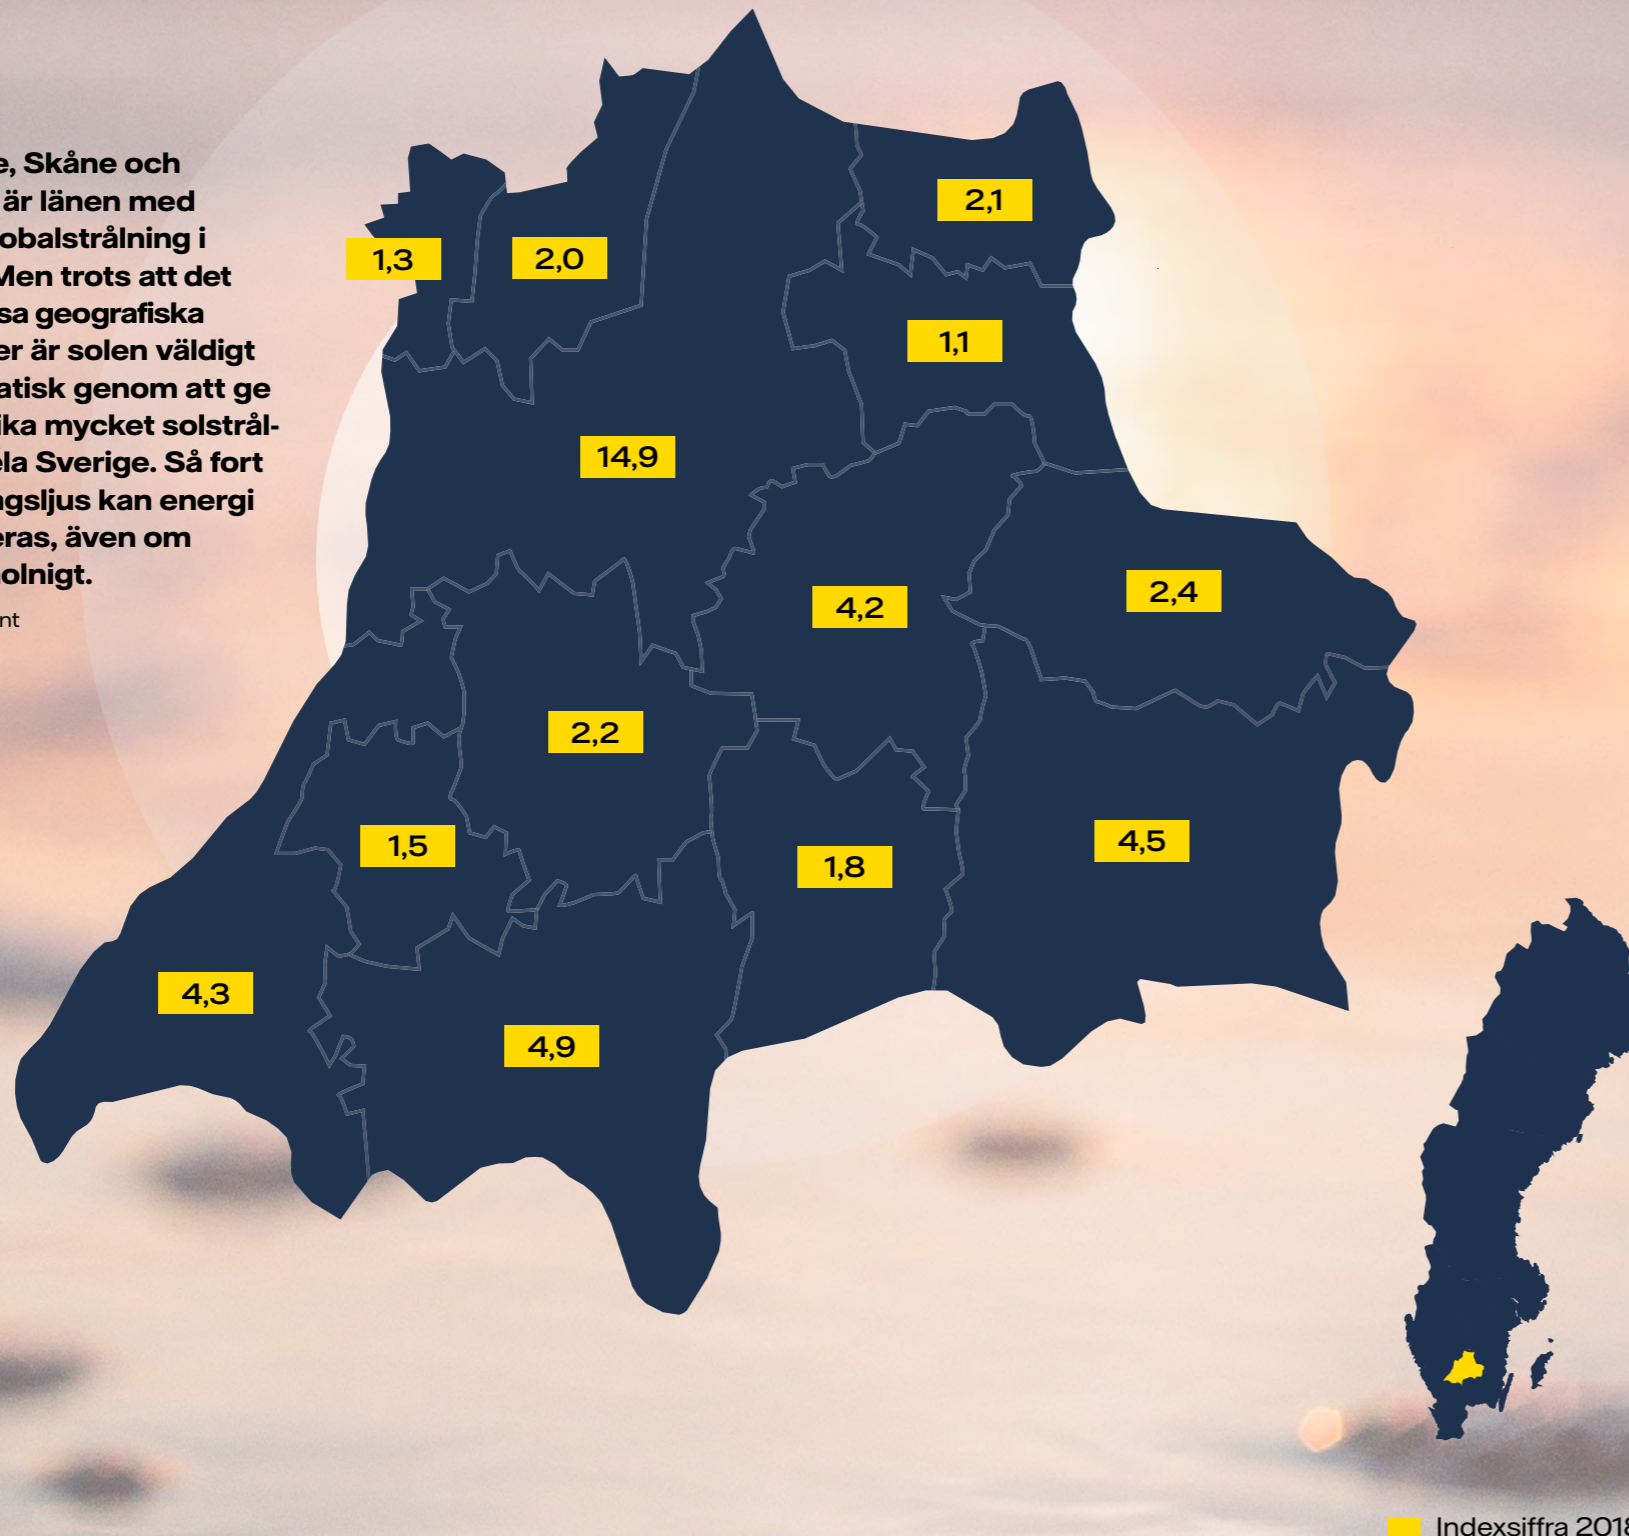 e, Skåne och
är länen med
obalstrålning i
Men trots att det
sa geografiska
er är solen väldigt
atisk genom att ge
ika mycket solstrål-
ela Sverige. Så fort
gsljus kan energi
eras, även om
olnigt.
nt
2,1
1,3
2,0
1,1
14,9
2,4
4,2
2,2
4,5
1,5
1,8
4,3
4,9
Indexsiffra 2018